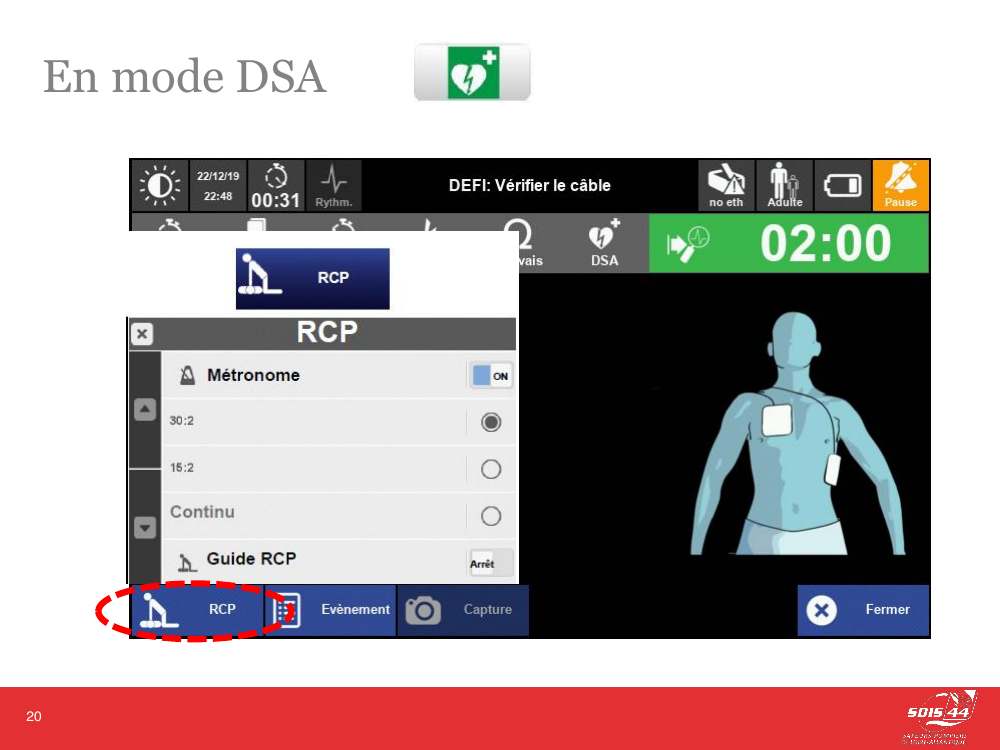 En mode DSA
22/12/19
22:48
00:31
Rythm.
DEFI: Vérifier le câble
no eth
Adulte
Pause
vais
DSA
02:00
RCP
RCP
Métronome
ON
30:2
15:2
Continu
Guide RCP
Arrêt
RCP
Evènement
Capture
Fermer
20
SDIS 44